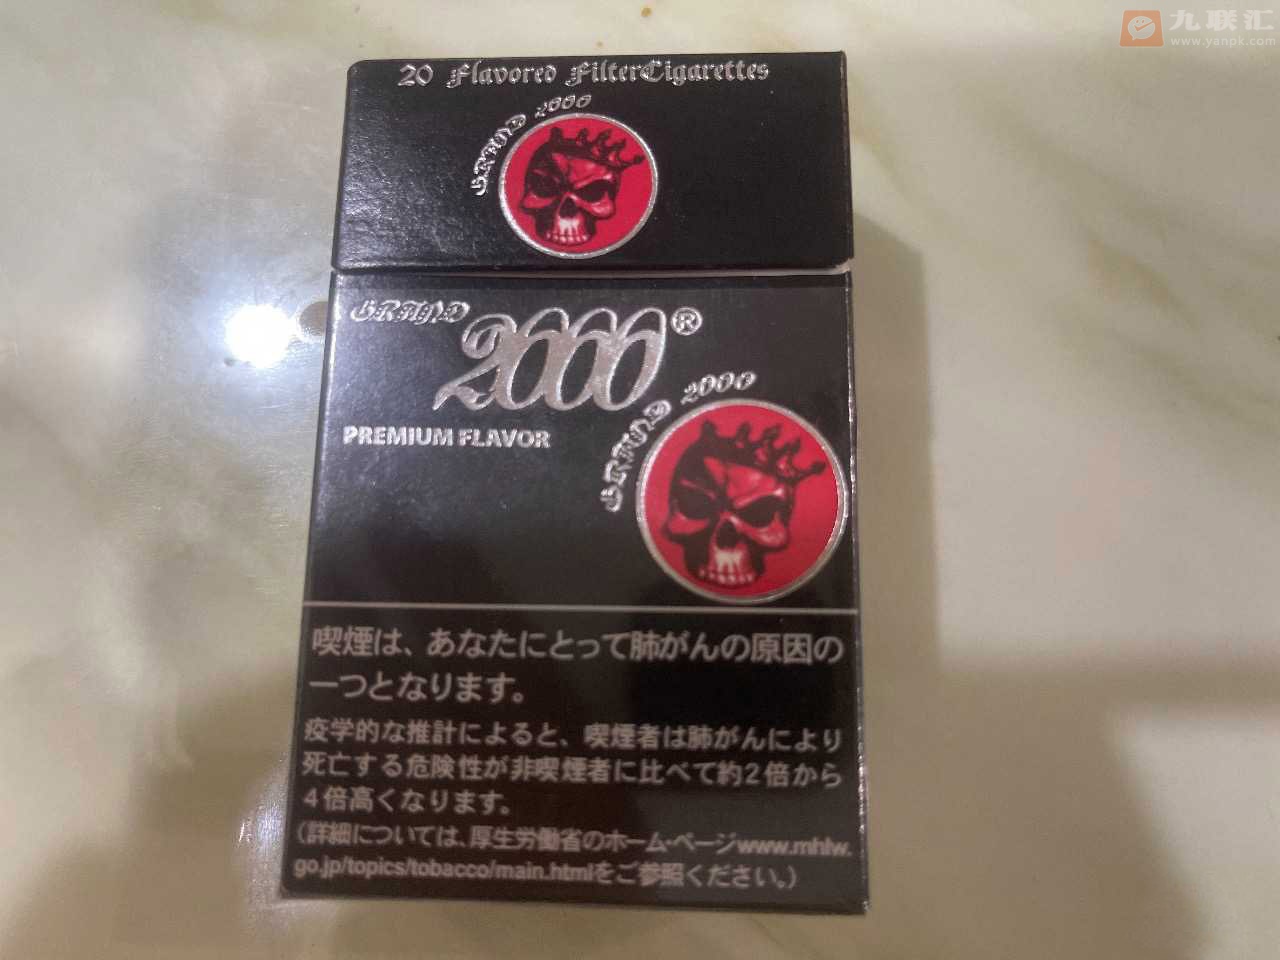 九联汇
www.yanpk.com
20 Flavored FilterCigarettes
GRAND 2000
GRAND
2000®
GRAND 2000
PREMIUM FLAVOR
喫煙は、あなたにとって肺がんの原因の
一つとなります。
疫学的な推計によると、喫煙者は肺がんにより
死亡する危険性が非喫煙者に比べて約2倍から
4倍高くなります。
(詳細については、厚生労働省のホーム・ページwww.mhlw.
go.jp/topics/tobacco/main.htmlをご参照ください。)